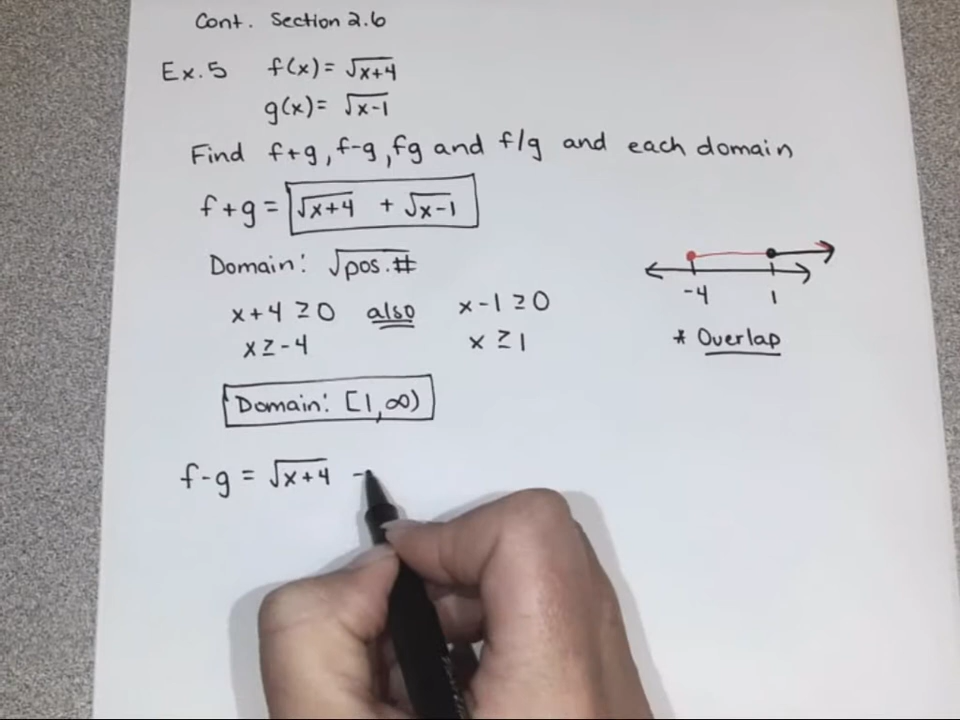 Cont. Section 2.6
Ex.5 f(x) = √x+4
g(x) = √x-1
Find f+g, f-g, fg and f/g and each domain
f+g = √x+4 + √x-1
Domain: √pos.#
x+4 ≥ 0 also x-1 ≥ 0
x ≥ -4 x ≥ 1
-4 1
* Overlap
Domain: [1, ∞)
f-g = √x+4 -